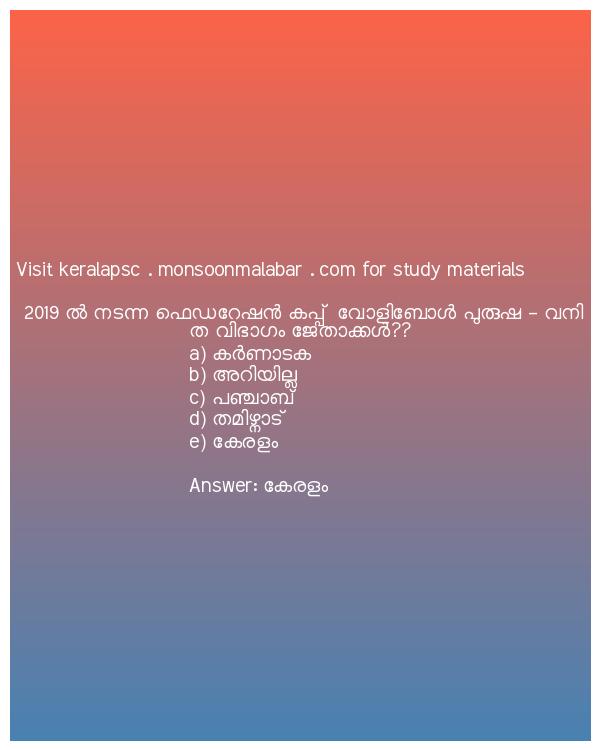 Visit keralapsc . monsoonmalabar . com for study materials
2019 ൽ നടന്ന ഫെഡറേഷൻ കപ്പ് വോളിബോൾ പുരുഷ - വനി
ത വിഭാഗം ജേതാക്കൾ??
a) കർണാടക
b) അറിയില്ല
c) പഞ്ചാബ്
d) തമിഴ്നാട്
e) കേരളം
Answer: കേരളം